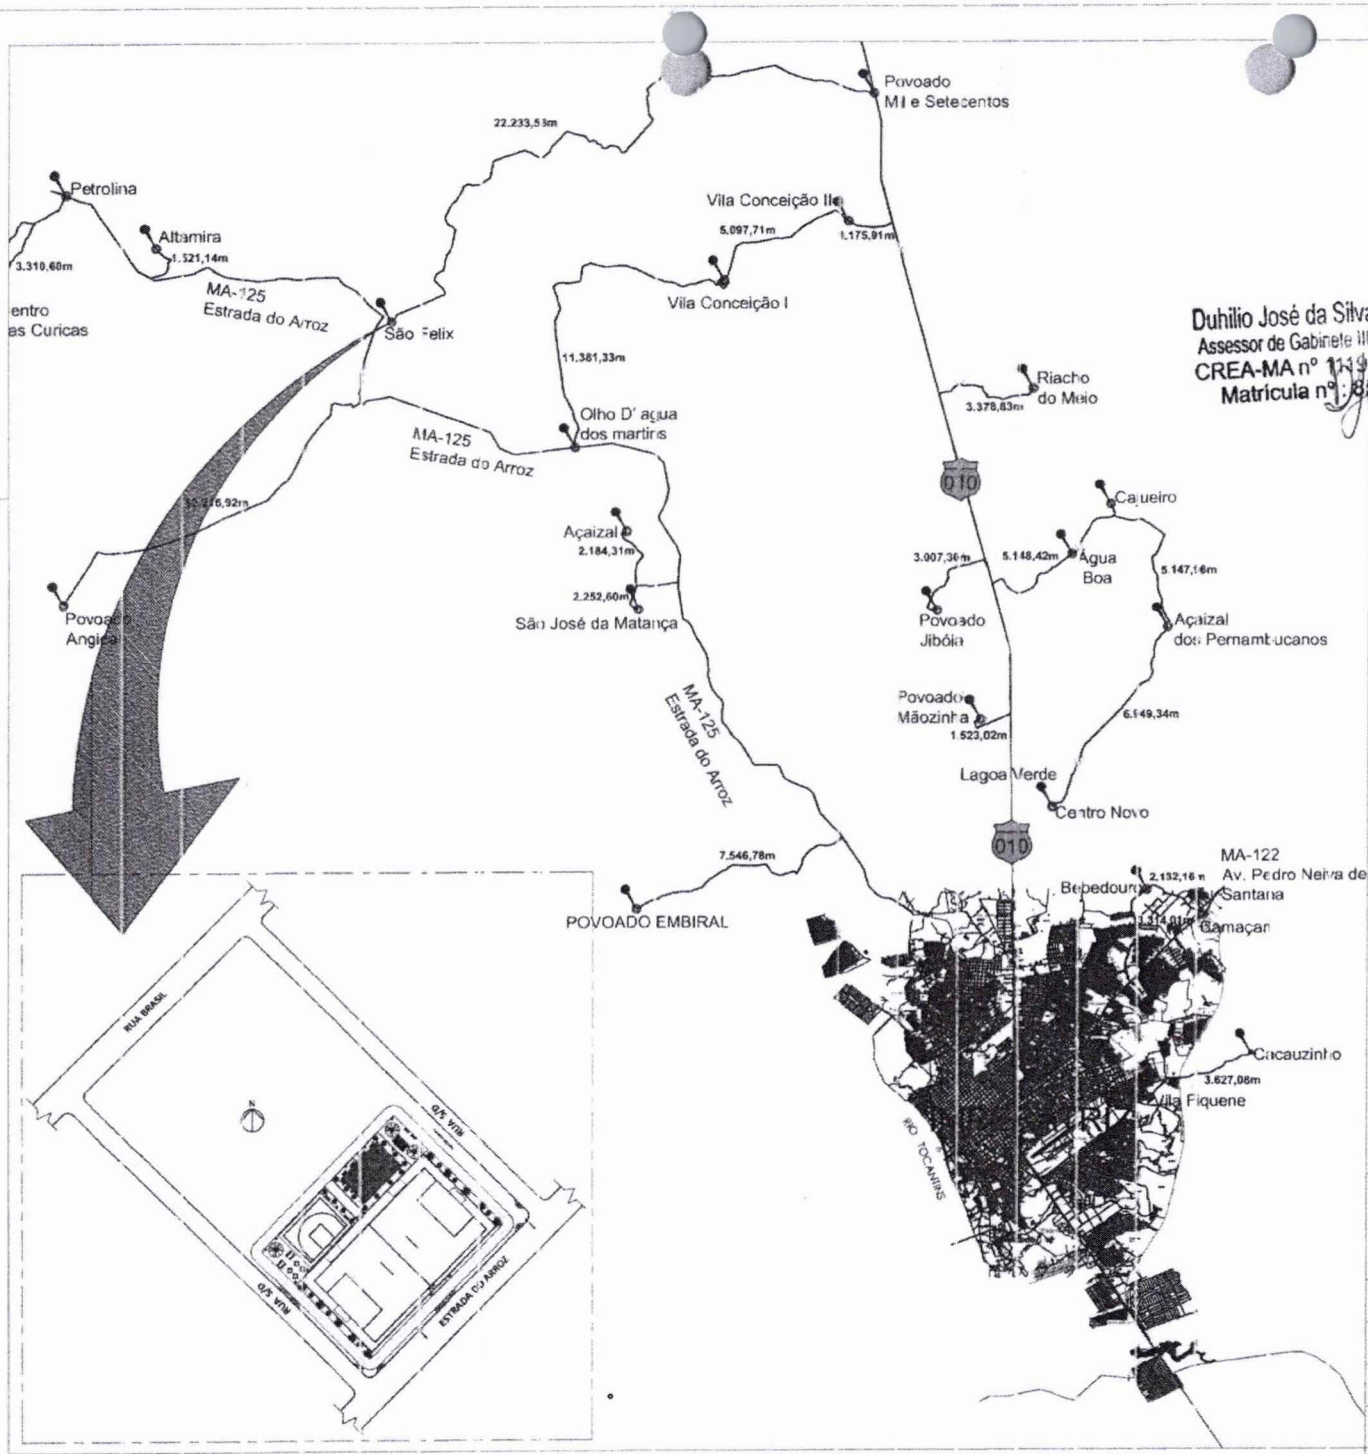 Povoado
Mil e Setecentos
22.233,53m
Petrolina
Altamira
1.521,14m
3.310,60m
MA-125
Estrada do Arroz
entro
as Curicas
São Felix
Vila Conceição II
5.097,71m
1.175,91m
Vila Conceição I
11.381,33m
Duhilio José da Silva
Assessor de Gabinete III
CREA-MA nº
Matrícula nº
Riacho
do Meio
3.378,83m
Olho D' agua
dos martins
MA-125
Estrada do Arroz
010
Cajueiro
Açaizal
2.184,31m
2.252,60m
São José da Matança
3.007,30m
5.148,42m
Água
Boa
5.147,16m
Povoado
Angica
Povoado
Jibóia
Açaizal
dos Pernambucanos
MA-125
Estrada do Arroz
Povoado
Mãozinha
1.523,02m
6.949,34m
Lagoa Verde
Centro Novo
010
7.546,78m
POVOADO EMBIRAL
MA-122
Av. Pedro Neiva de
Santana
2.132,16m
Bebedouro
Camaçari
Cacauzinho
3.627,08m
Vila Fiquene
RIO TOCANTINS
RUA BRASIL
N
RUA S/D
RUA S/D
ESTRADA DO ARROZ